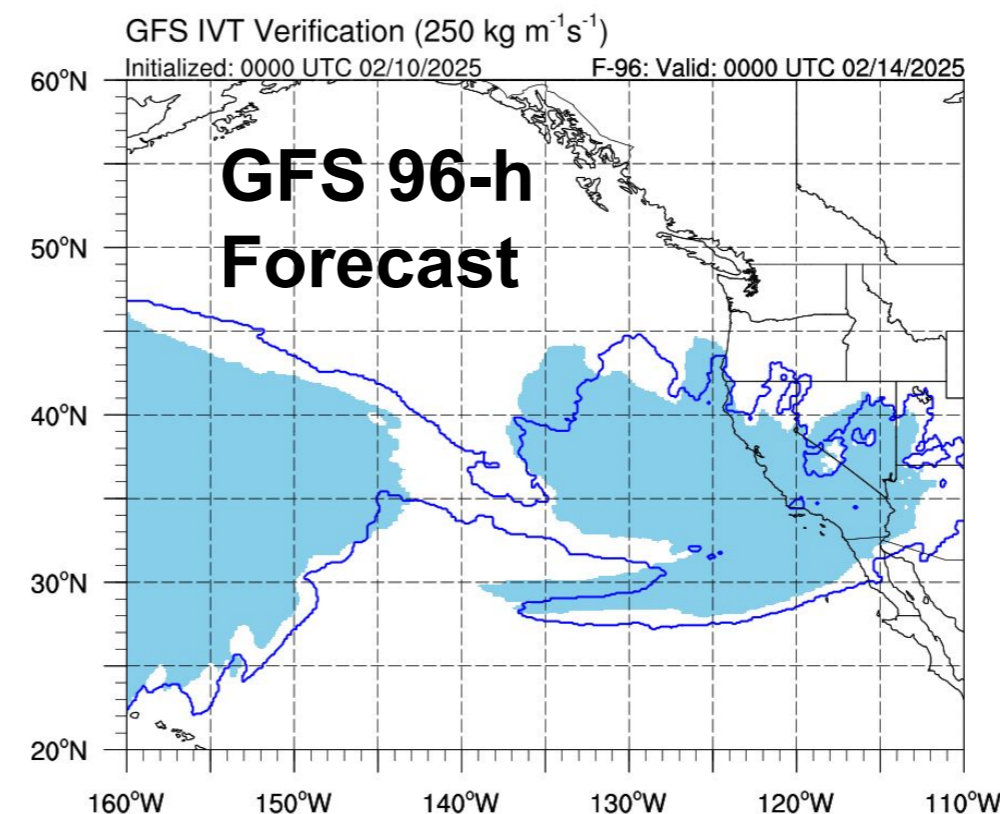 GFS IVT Verification (250 kg m⁻¹s⁻¹)
Initialized: 0000 UTC 02/10/2025 F-96: Valid: 0000 UTC 02/14/2025
60°N
GFS 96-h
Forecast
50°N
40°N
30°N
20°N
160°W 150°W 140°W 130°W 120°W 110°W